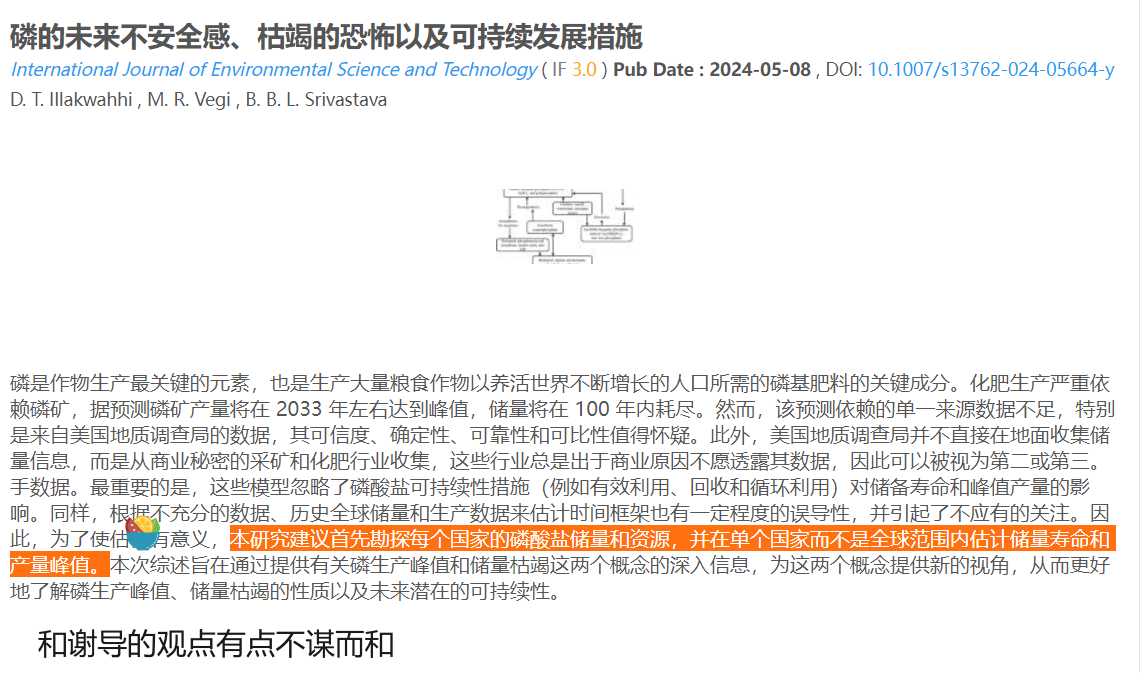 磷的未来不安全感、枯竭的恐怖以及可持续发展措施
International Journal of Environmental Science and Technology ( IF 3.0 ) Pub Date : 2024-05-08 , DOI: 10.1007/s13762-024-05664-y
D. T. Illakwahhi , M. R. Vegi , B. B. L. Srivastava
磷是作物生产最关键的元素，也是生产大量粮食作物以养活世界不断增长的人口所需的磷基肥料的关键成分。化肥生产严重依
赖磷矿，据预测磷矿产量将在 2033 年左右达到峰值，储量将在 100 年内耗尽。然而，该预测依赖的单一来源数据不足，特别
是来自美国地质调查局的数据，其可信度、确定性、可靠性和可比性值得怀疑。此外，美国地质调查局并不直接在地面收集储
量信息，而是从商业秘密的采矿和化肥行业收集，这些行业总是出于商业原因不愿透露其数据，因此可以被视为第二或第三。
手数据。最重要的是，这些模型忽略了磷酸盐可持续性措施（例如有效利用、回收和循环利用）对储备寿命和峰值产量的影
响。同样，根据不充分的数据、历史全球储量和生产数据来估计时间框架也有一定程度的误导性，并引起了不应有的关注。因
此，为了使估有意义，本研究建议首先勘探每个国家的磷酸盐储量和资源，并在单个国家而不是全球范围内估计储量寿命和
产量峰值。本次综述旨在通过提供有关磷生产峰值和储量枯竭这两个概念的深入信息，为这两个概念提供新的视角，从而更好
地了解磷生产峰值、储量枯竭的性质以及未来潜在的可持续性。
和谢导的观点有点不谋而和